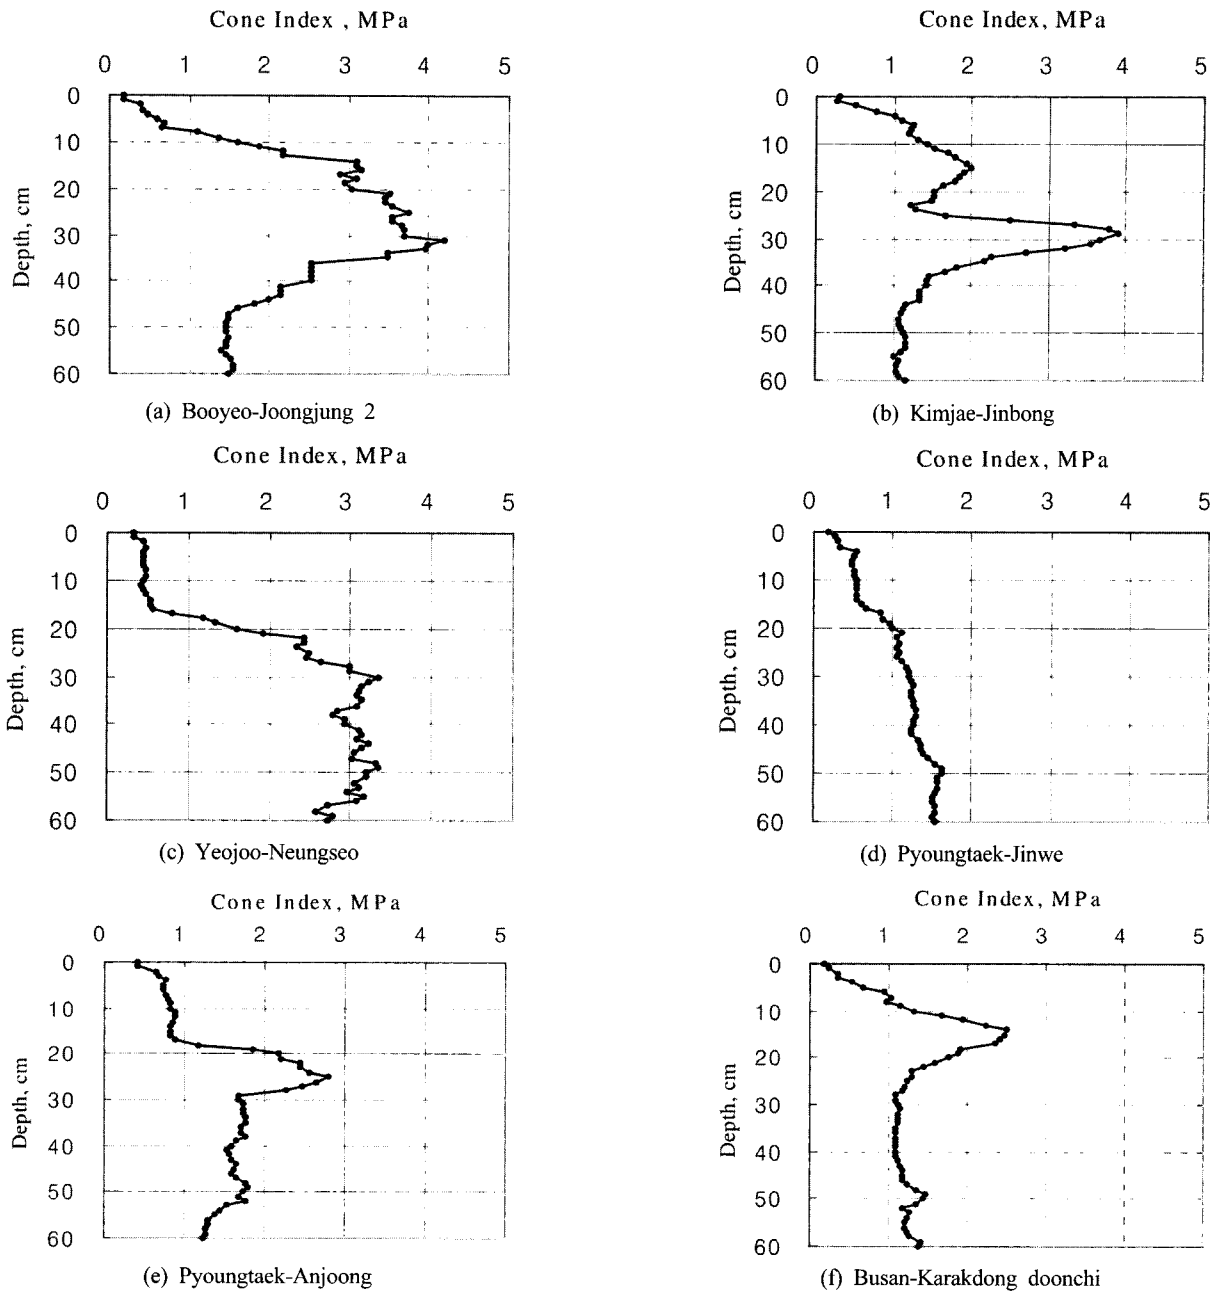 Cone Index , MPa
0 1 2 3 4 5
0
10
20
30
40
50
60
Depth, cm
(a) Booyeo-Joongjung 2
Cone Index, MPa
0 1 2 3 4 5
0
10
20
30
40
50
60
Depth, cm
(b) Kimjae-Jinbong
Cone Index, MPa
0 1 2 3 4 5
0
10
20
30
40
50
60
Depth, cm
(c) Yeojoo-Neungseo
Cone Index, MPa
0 1 2 3 4 5
0
10
20
30
40
50
60
Depth, cm
(d) Pyoungtaek-Jinwe
Cone Index, MPa
0 1 2 3 4 5
0
10
20
30
40
50
60
Depth, cm
(e) Pyoungtaek-Anjoong
Cone Index, MPa
0 1 2 3 4 5
0
10
20
30
40
50
60
Depth, cm
(f) Busan-Karakdong doonchi